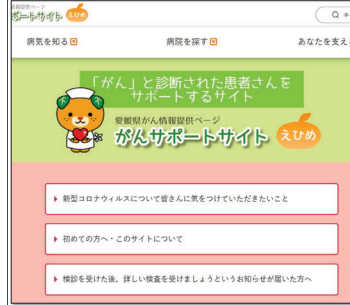 情報提供ページ
ポートサイト えひめ
病気を知る
病院を探す
あなたを支え
「がん」と診断された患者さんを
サポートするサイト
愛媛県がん情報提供ページ
がんサポートサイト えひめ
新型コロナウィルスについて皆さんに気をつけていただきたいこと
初めての方へ・このサイトについて
検診を受けた後、詳しい検査を受けましょうというお知らせが届いた方へ